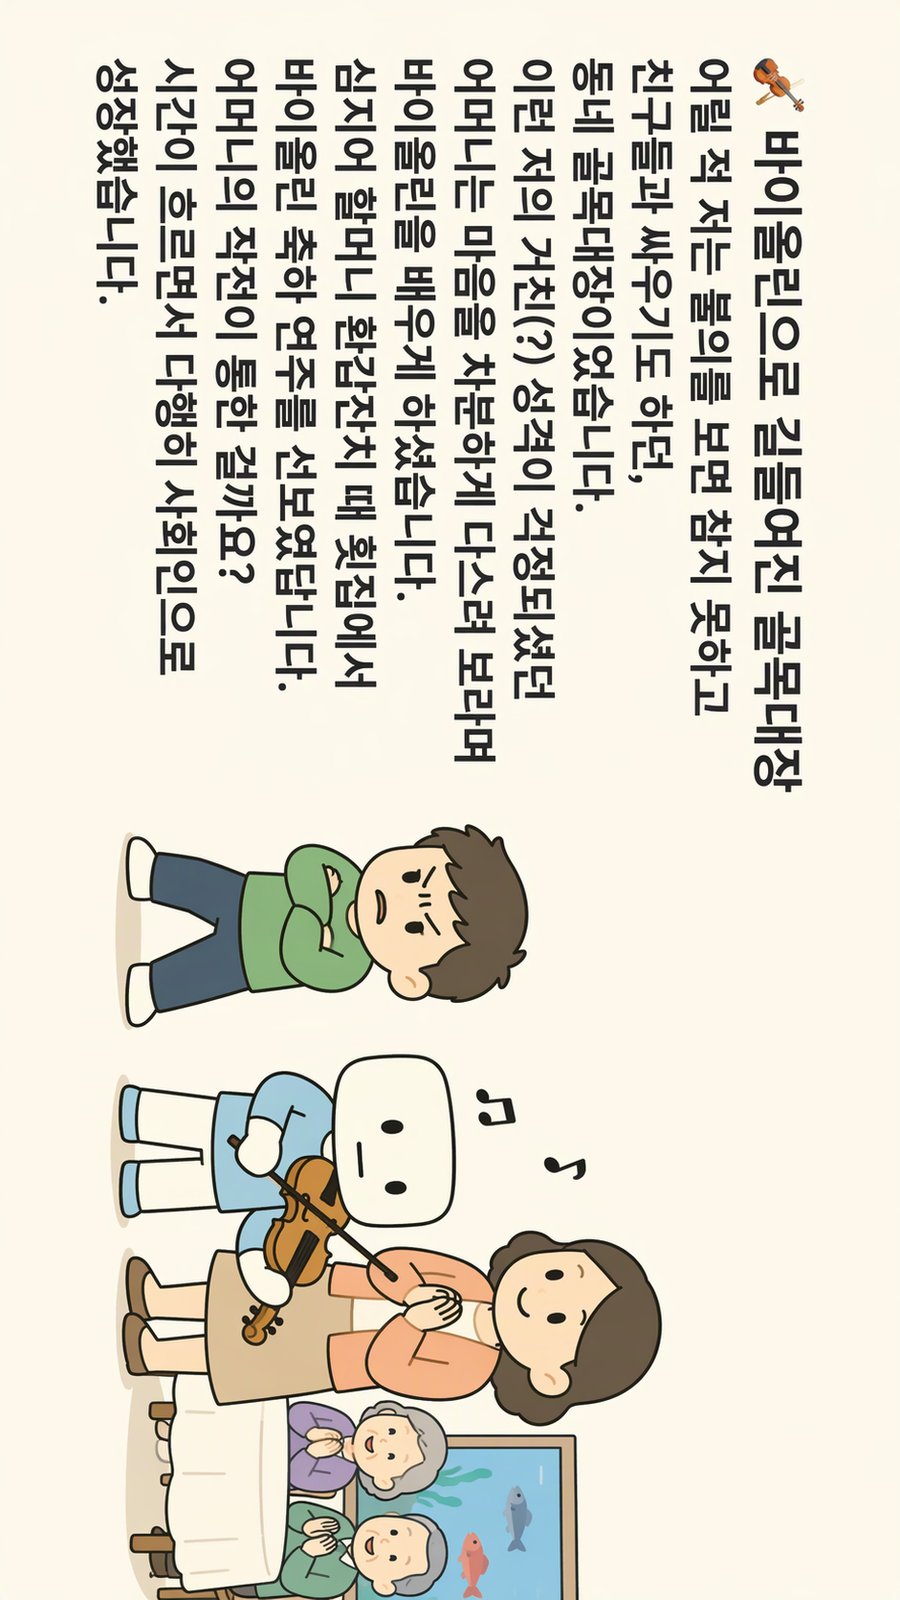 🎻 바이올린으로 길들여진 골목대장
어릴 적 저는 불의를 보면 참지 못하고
친구들과 싸우기도 하던,
동네 골목대장이었습니다.
이런 저의 거친(?) 성격이 걱정되셨던
어머니는 마음을 차분하게 다스려 보라며
바이올린을 배우게 하셨습니다.
심지어 할머니 환갑잔치 때 횟집에서
바이올린 축하 연주를 선보였답니다.
어머니의 작전이 통한 걸까요?
시간이 흐르면서 다행히 사회인으로
성장했습니다.